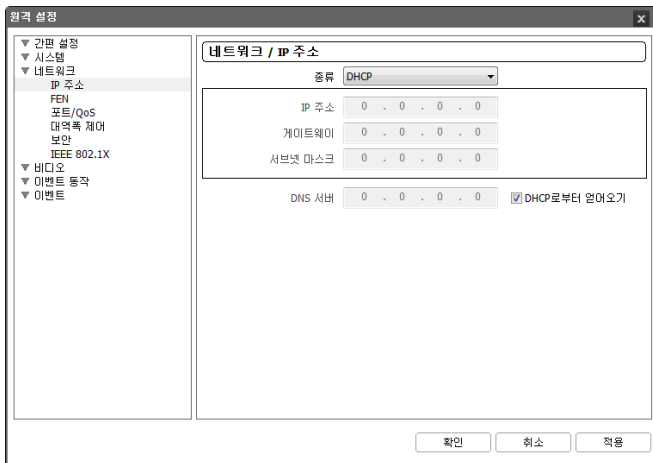 원격 설정
x
▼ 간편 설정
▼ 시스템
▼ 네트워크
IP 주소
FEN
포트/QoS
대역폭 제어
보안
IEEE 802.1X
▼ 비디오
▼ 이벤트 동작
▼ 이벤트
네트워크 / IP 주소
종류 DHCP
IP 주소 0 . 0 . 0 . 0
게이트웨이 0 . 0 . 0 . 0
서브넷 마스크 0 . 0 . 0 . 0
DNS 서버 0 . 0 . 0 . 0 DHCP로부터 얻어오기
확인 취소 적용